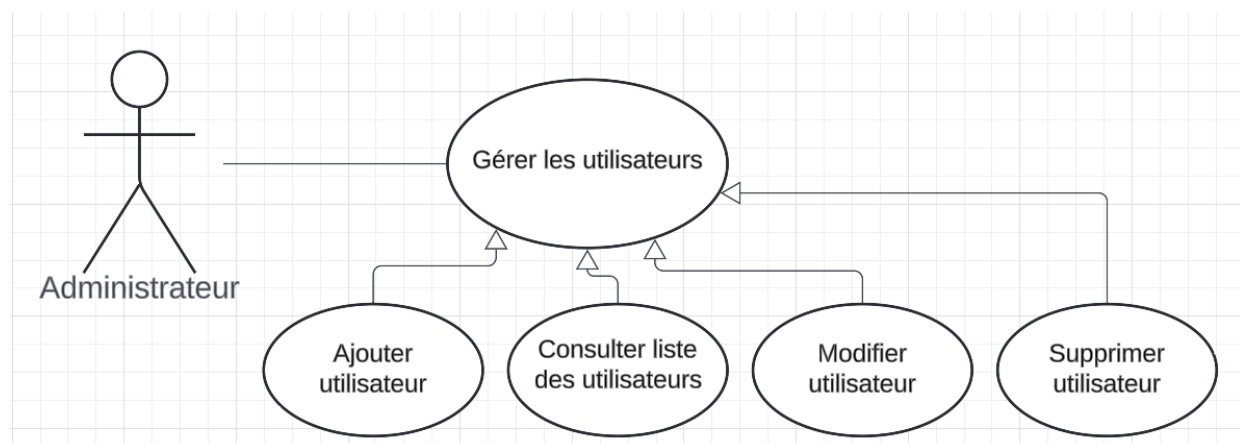 Gérer les utilisateurs
Administrateur
Ajouter
utilisateur
Consulter liste
des utilisateurs
Modifier
utilisateur
Supprimer
utilisateur